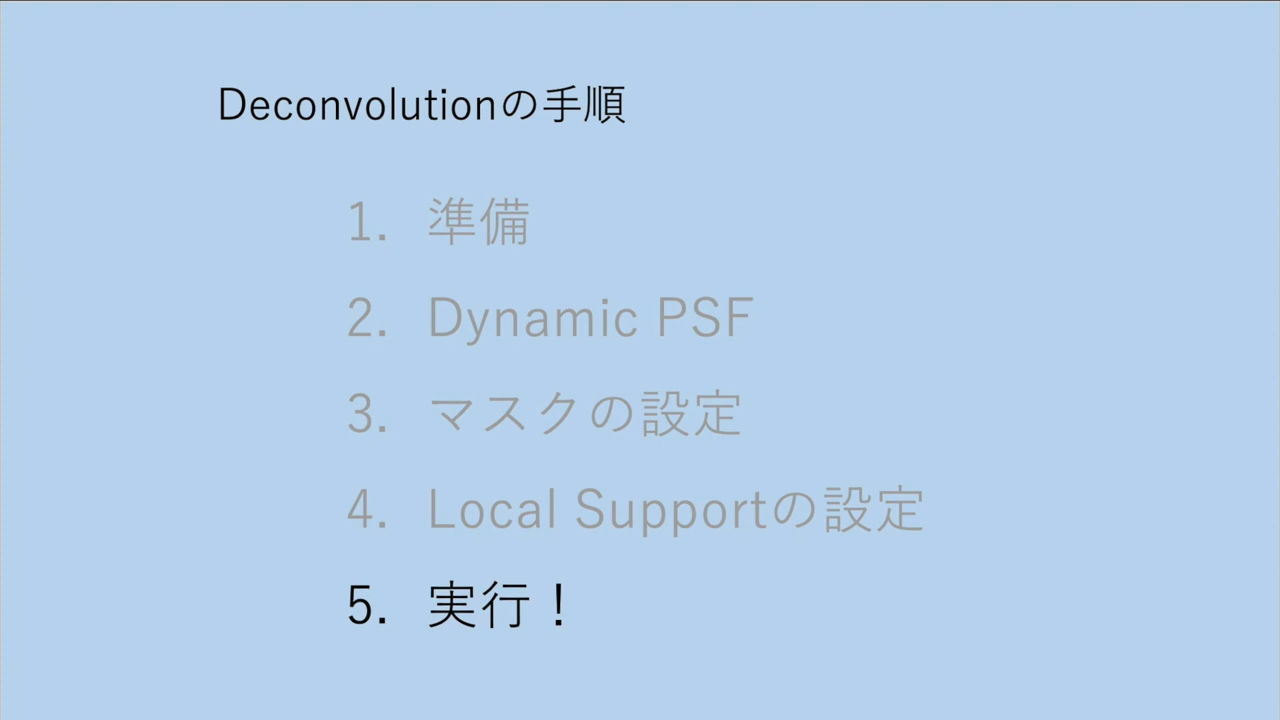 Deconvolutionの手順
1. 準備
2. Dynamic PSF
3. マスクの設定
4. Local Supportの設定
5. 実行！